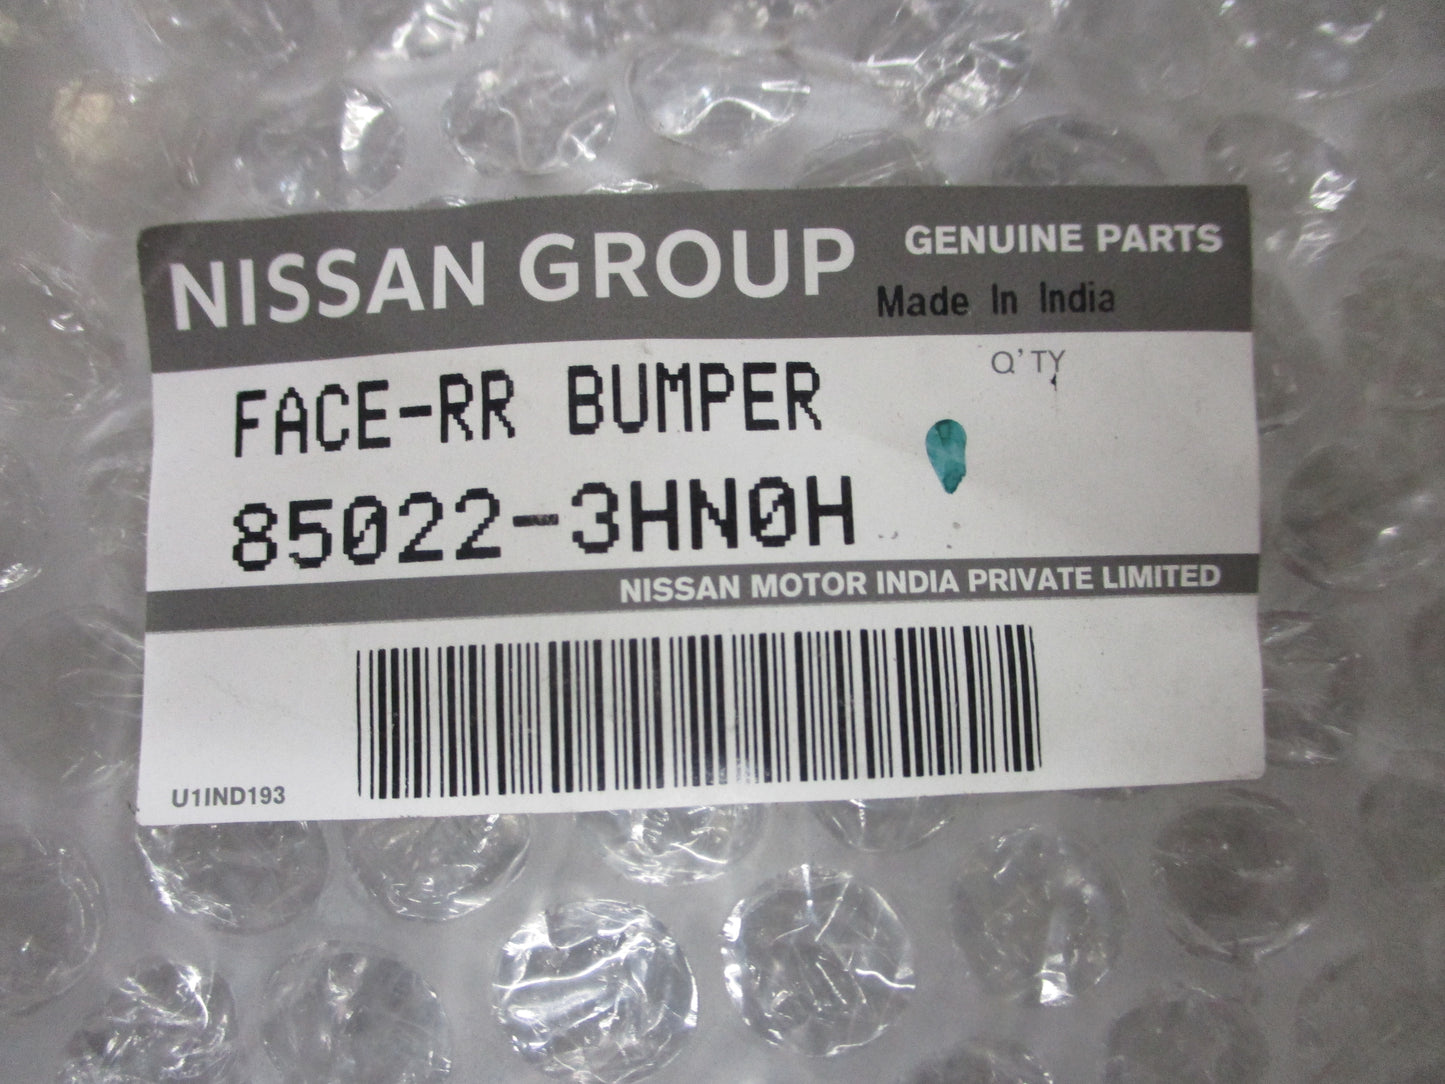 NISSAN GROUP
GENUINE PARTS
Made In India
Q'TY
FACE-RR BUMPER
85022-3HN0H
NISSAN MOTOR INDIA PRIVATE LIMITED
U1IND193